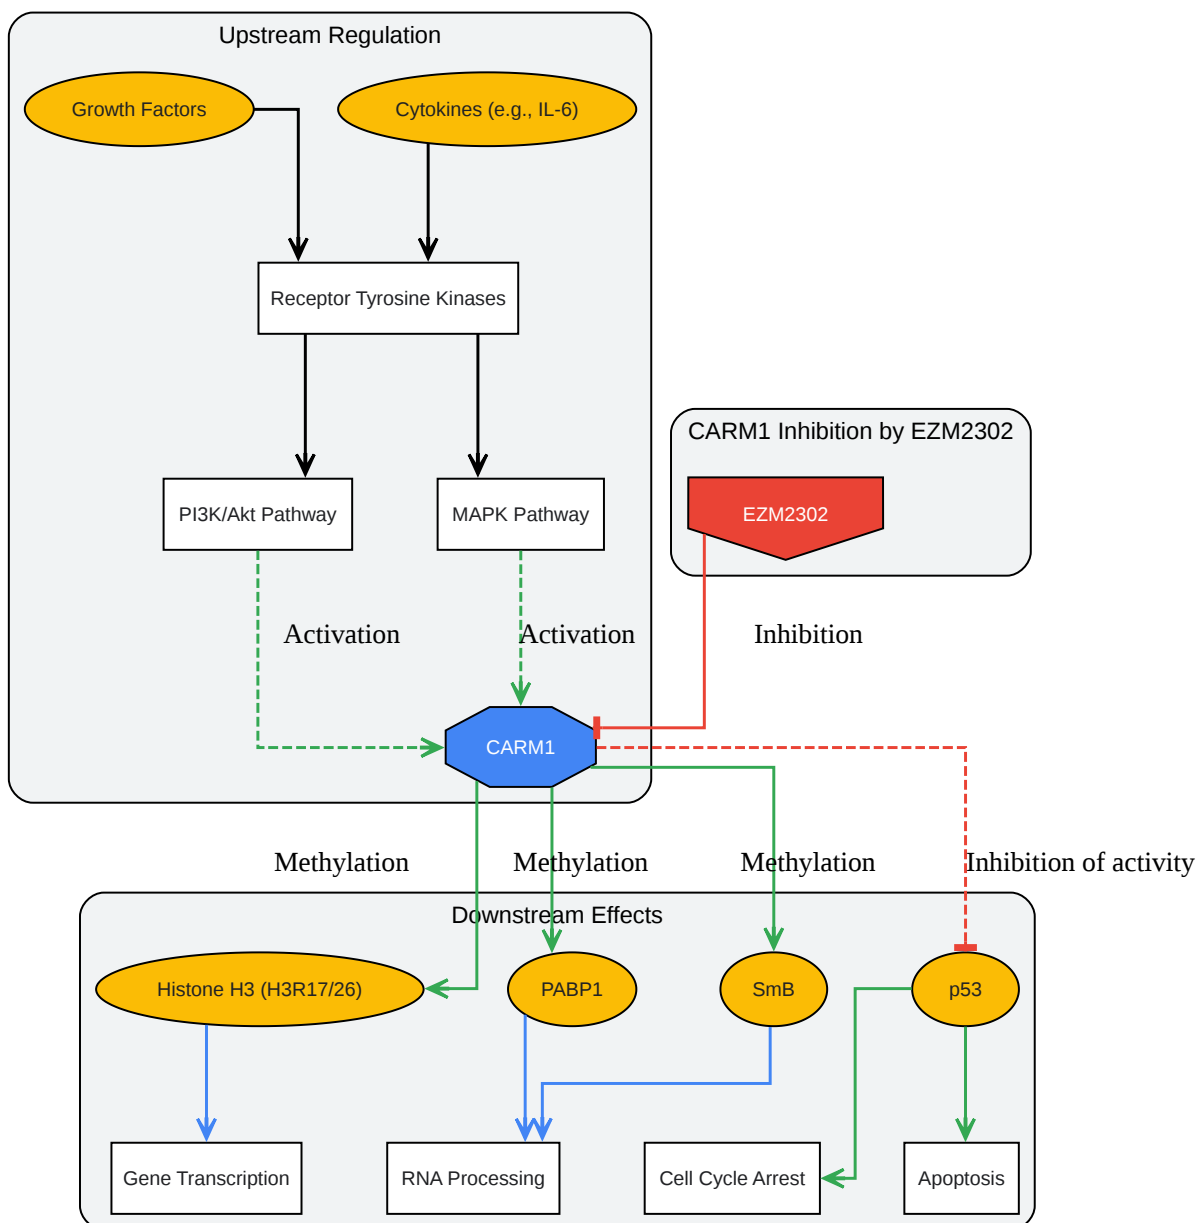 Upstream Regulation
Growth Factors
Cytokines (e.g., IL-6)
Receptor Tyrosine Kinases
CARM1 Inhibition by EZM2302
PI3K/Akt Pathway
MAPK Pathway
EZM2302
Activation
Activation
Inhibition
CARM1
Methylation
Methylation
Methylation
Inhibition of activity
Downstream Effects
Histone H3 (H3R17/26)
PABP1
SmB
p53
Gene Transcription
RNA Processing
Cell Cycle Arrest
Apoptosis